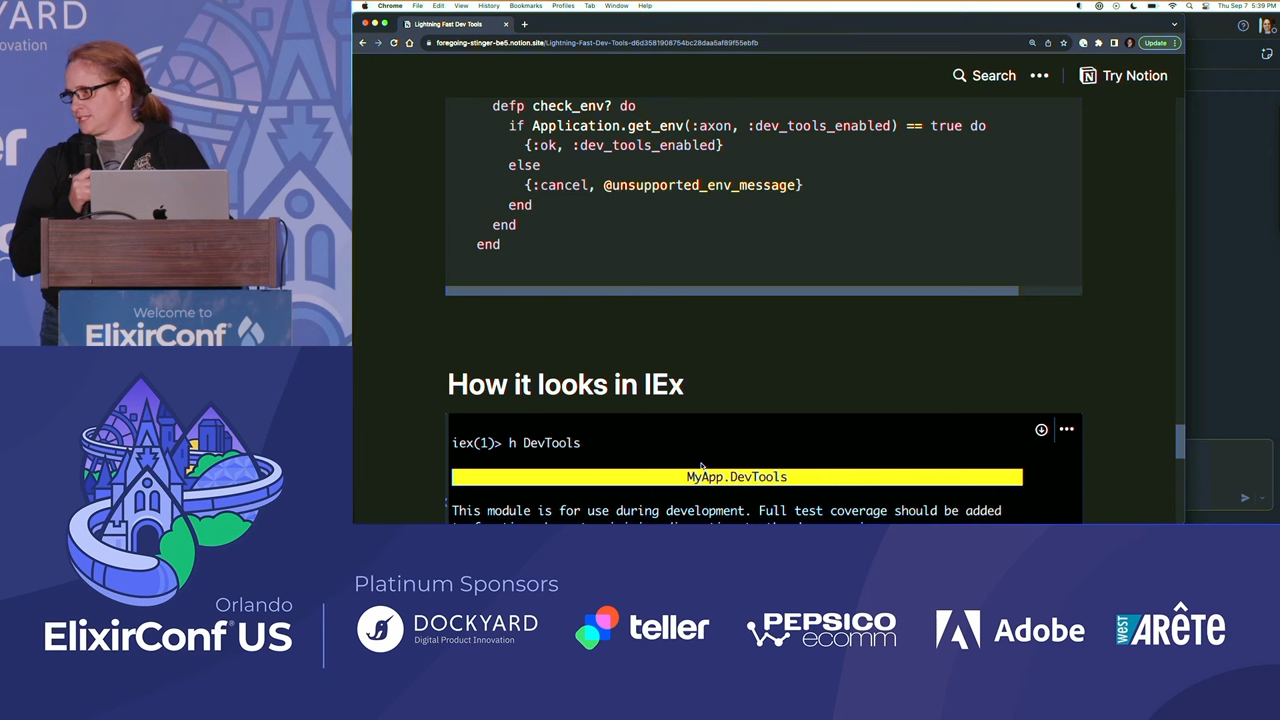 YARD
novation
er
Welcome to
ElixirConf
Chrome File Edit View History Bookmarks Profiles Tab Window Help
Thu Sep 7 5:39 PM
Lightning Fast Dev Tools
foregoing-stinger-be5.notion.site/Lightning-Fast-Dev-Tools-d6d3581908754bc28daa5af89f55ebfb
Update
Search
Try Notion
defp check_env? do
if Application.get_env(:axon, :dev_tools_enabled) == true do
{:ok, :dev_tools_enabled}
else
{:cancel, @unsupported_env_message}
end
end
end
How it looks in IEx
iex(1)> h DevTools
MyApp.DevTools
This module is for use during development. Full test coverage should be added
Orlando
ElixirConf® US
Platinum Sponsors
DOCKYARD
Digital Product Innovation
teller
PEPSICO
ecomm
Adobe
west ARÊTE